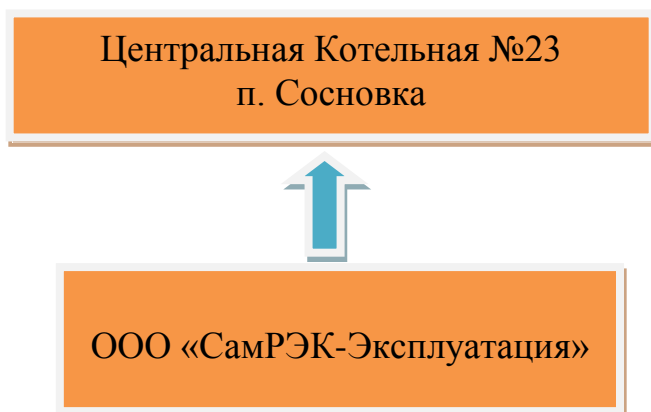 Центральная Котельная №23
п. Сосновка
ООО «СамРЭК-Эксплуатация»